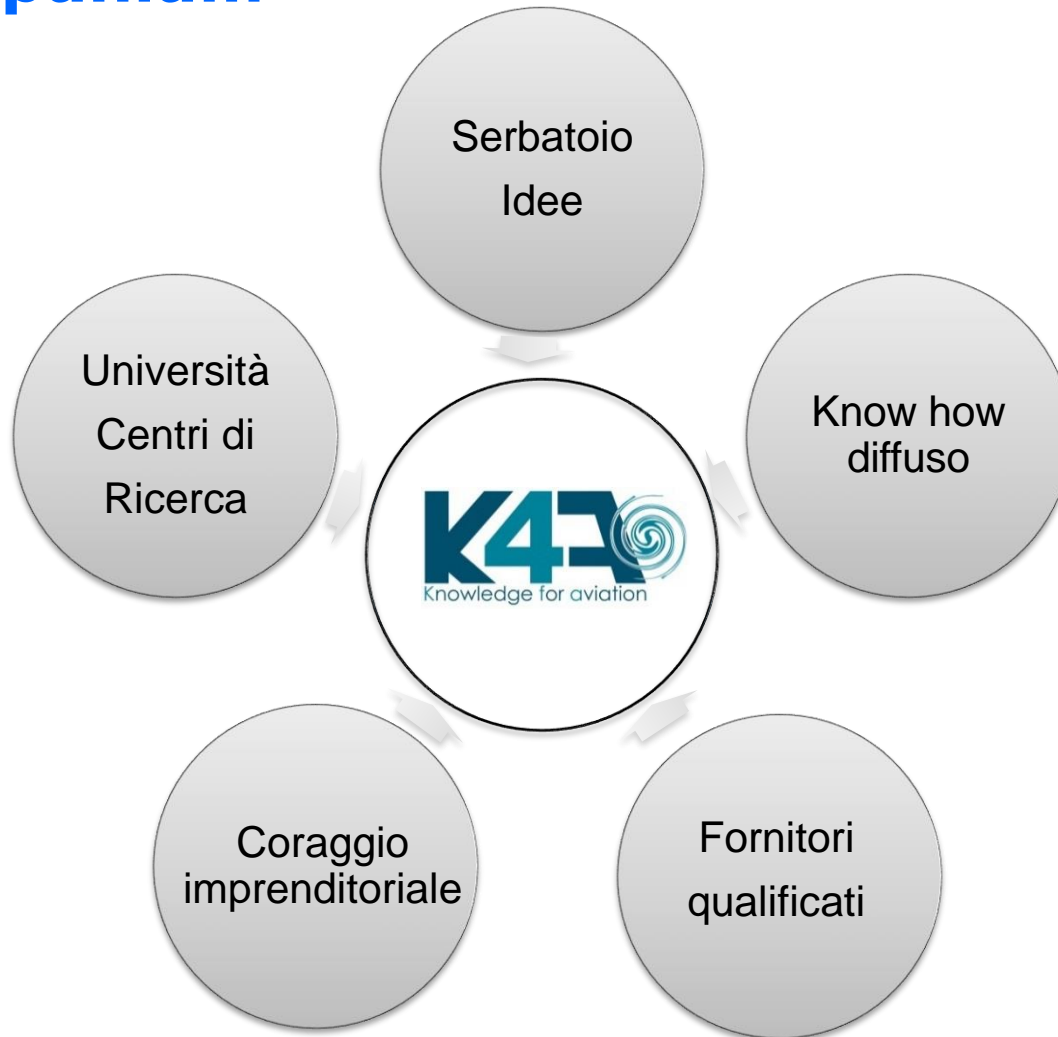 Serbatoio
Idee
Università
Centri di
Ricerca
Know how
diffuso
K4A
Knowledge for aviation
Coraggio
imprenditoriale
Fornitori
qualificati